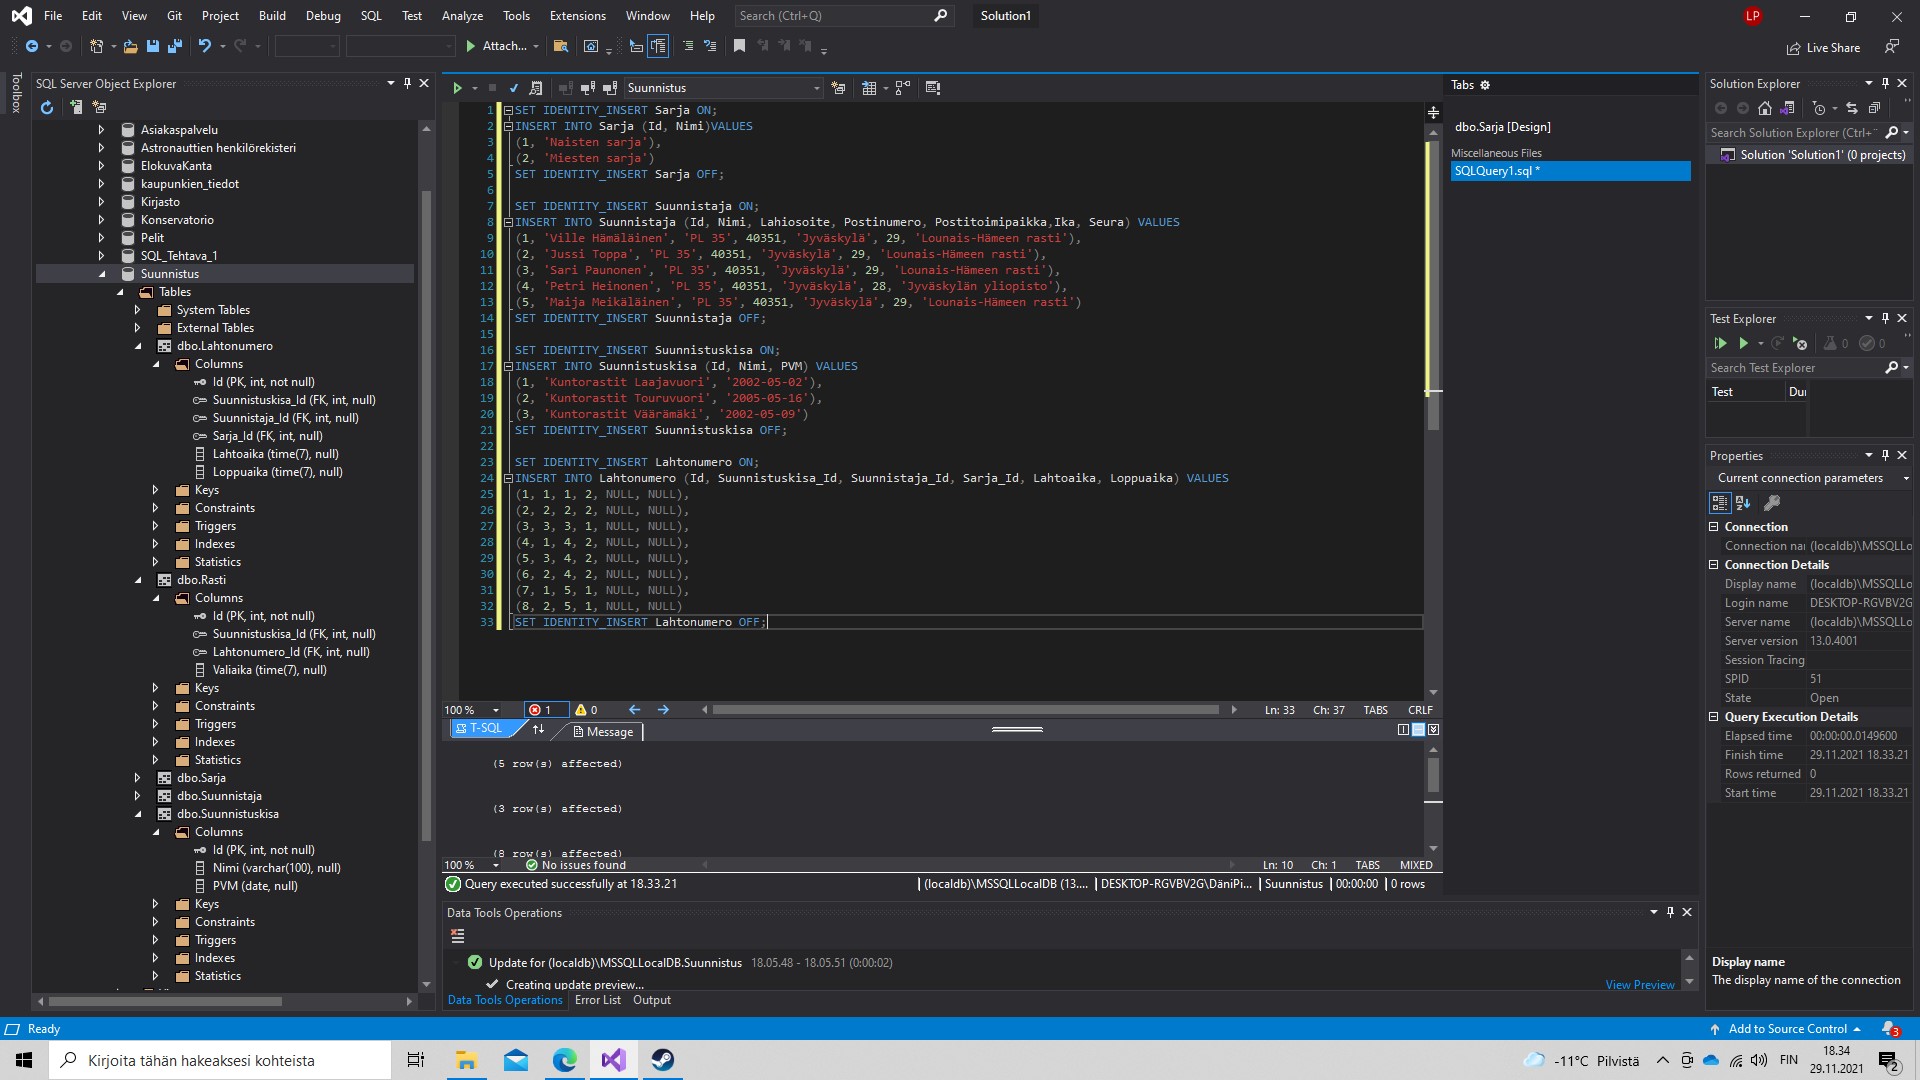 File Edit View Git Project Build Debug SQL Test Analyze Tools Extensions Window Help Search (Ctrl+Q) Solution1 LP
Attach... Live Share
Toolbox
SQL Server Object Explorer
Asiakaspalvelu
Astronauttien henkilörekisteri
ElokuvaKanta
kaupunkien_tiedot
Kirjasto
Konservatorio
Pelit
SQL_Tehtava_1
Suunnistus
Tables
System Tables
External Tables
dbo.Lahtonumero
Columns
Id (PK, int, not null)
Suunnistuskisa_Id (FK, int, null)
Suunnistaja_Id (FK, int, null)
Sarja_Id (FK, int, null)
Lahtoaika (time(7), null)
Loppuaika (time(7), null)
Keys
Constraints
Triggers
Indexes
Statistics
dbo.Rasti
Columns
Id (PK, int, not null)
Suunnistuskisa_Id (FK, int, null)
Lahtonumero_Id (FK, int, null)
Valiaika (time(7), null)
Keys
Constraints
Triggers
Indexes
Statistics
dbo.Sarja
dbo.Suunnistaja
dbo.Suunnistuskisa
Columns
Id (PK, int, not null)
Nimi (varchar(100), null)
PVM (date, null)
Keys
Constraints
Triggers
Indexes
Statistics
Suunnistus
1 SET IDENTITY_INSERT Sarja ON;
2 INSERT INTO Sarja (Id, Nimi)VALUES
3 (1, 'Naisten sarja'),
4 (2, 'Miesten sarja')
5 SET IDENTITY_INSERT Sarja OFF;
6
7 SET IDENTITY_INSERT Suunnistaja ON;
8 INSERT INTO Suunnistaja (Id, Nimi, Lahiosoite, Postinumero, Postitoimipaikka,Ika, Seura) VALUES
9 (1, 'Ville Hämäläinen', 'PL 35', 40351, 'Jyväskylä', 29, 'Lounais-Hämeen rasti'),
10 (2, 'Jussi Toppa', 'PL 35', 40351, 'Jyväskylä', 29, 'Lounais-Hämeen rasti'),
11 (3, 'Sari Paunonen', 'PL 35', 40351, 'Jyväskylä', 29, 'Lounais-Hämeen rasti'),
12 (4, 'Petri Heinonen', 'PL 35', 40351, 'Jyväskylä', 28, 'Jyväskylän yliopisto'),
13 (5, 'Maija Meikäläinen', 'PL 35', 40351, 'Jyväskylä', 29, 'Lounais-Hämeen rasti')
14 SET IDENTITY_INSERT Suunnistaja OFF;
15
16 SET IDENTITY_INSERT Suunnistuskisa ON;
17 INSERT INTO Suunnistuskisa (Id, Nimi, PVM) VALUES
18 (1, 'Kuntorastit Laajavuori', '2002-05-02'),
19 (2, 'Kuntorastit Touruvuori', '2005-05-16'),
20 (3, 'Kuntorastit Väärämäki', '2002-05-09')
21 SET IDENTITY_INSERT Suunnistuskisa OFF;
22
23 SET IDENTITY_INSERT Lahtonumero ON;
24 INSERT INTO Lahtonumero (Id, Suunnistuskisa_Id, Suunnistaja_Id, Sarja_Id, Lahtoaika, Loppuaika) VALUES
25 (1, 1, 1, 2, NULL, NULL),
26 (2, 2, 2, 2, NULL, NULL),
27 (3, 3, 3, 1, NULL, NULL),
28 (4, 1, 4, 2, NULL, NULL),
29 (5, 3, 4, 2, NULL, NULL),
30 (6, 2, 4, 2, NULL, NULL),
31 (7, 1, 5, 1, NULL, NULL),
32 (8, 2, 5, 1, NULL, NULL)
33 SET IDENTITY_INSERT Lahtonumero OFF;
100 % 1 0 Ln: 33 Ch: 37 TABS CRLF
T-SQL Message
(5 row(s) affected)
(3 row(s) affected)
(8 row(s) affected)
100 % No issues found Ln: 10 Ch: 1 TABS MIXED
Query executed successfully at 18.33.21 (localdb)\MSSQLLocalDB (13.... DESKTOP-RGVBV2G\DäniPi... Suunnistus 00:00:00 0 rows
Data Tools Operations
Update for (localdb)\MSSQLLocalDB.Suunnistus 18.05.48 - 18.05.51 (0:00:02)
Creating update preview... View Preview
Data Tools Operations Error List Output
Tabs
dbo.Sarja [Design]
Miscellaneous Files
SQLQuery1.sql *
Solution Explorer
Search Solution Explorer (Ctrl+
Solution 'Solution1' (0 projects)
Test Explorer
0 0
Search Test Explorer
Test Dur
Properties
Current connection parameters
Connection
Connection nai (localdb)\MSSQLLo
Connection Details
Display name (localdb)\MSSQLLo
Login name DESKTOP-RGVBV2G
Server name (localdb)\MSSQLLo
Server version 13.0.4001
Session Tracing
SPID 51
State Open
Query Execution Details
Elapsed time 00:00:00.0149600
Finish time 29.11.2021 18.33.21
Rows returned 0
Start time 29.11.2021 18.33.21
Display name
The display name of the connection
Ready Add to Source Control 3
Kirjoita tähän hakeaksesi kohteista -11°C Pilvistä FIN 18.34
29.11.2021 2